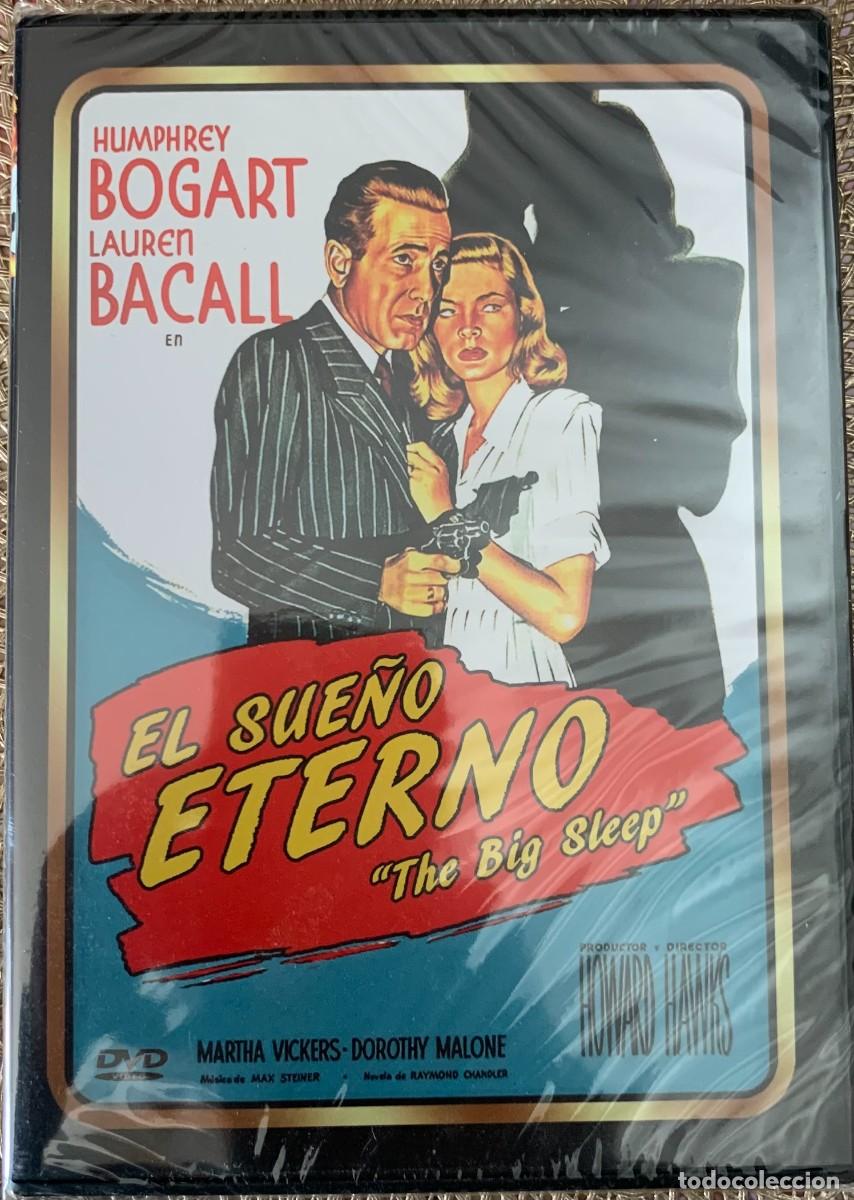 HUMPHREY
BOGART
LAUREN
BACALL
EN
EL SUEÑO
ETERNO
"The Big Sleep"
PRODUCTOR Y DIRECTOR
HOWARD HAWKS
MARTHA VICKERS - DOROTHY MALONE
Música de MAX STEINER • Novela de RAYMOND CHANDLER
DVD
VIDEO
todocoleccion